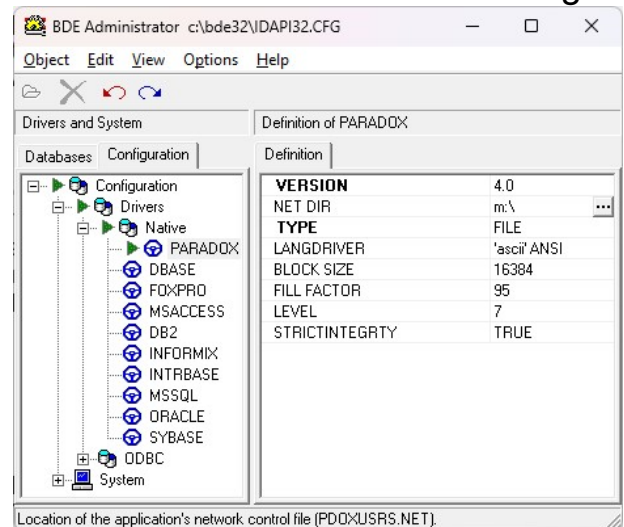 BDE Administrator c:\bde32\IDAPI32.CFG
Object Edit View Options Help
Drivers and System
Definition of PARADOX
Databases Configuration
Definition
Configuration
Drivers
Native
PARADOX
DBASE
FOXPRO
MSACCESS
DB2
INFORMIX
INTRBASE
MSSQL
ORACLE
SYBASE
ODBC
System
VERSION 4.0
NET DIR m:\ ...
TYPE FILE
LANGDRIVER 'ascii' ANSI
BLOCK SIZE 16384
FILL FACTOR 95
LEVEL 7
STRICTINTEGRTY TRUE
Location of the application's network control file (PDOXUSRS.NET).